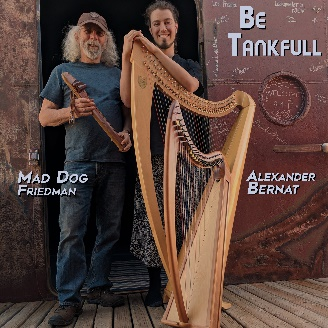 Be
Tankfull
Mad Dog
Friedman
Alexander
Bernat